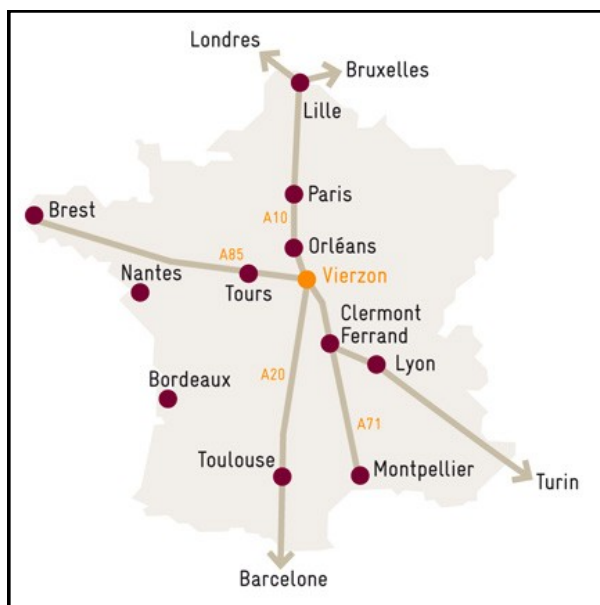 Londres
Bruxelles
Lille
Paris
Brest
A10
Orléans
A85
Nantes
Tours
Vierzon
Clermont
Ferrand
Lyon
Bordeaux
A20
A71
Toulouse
Montpellier
Turin
Barcelone